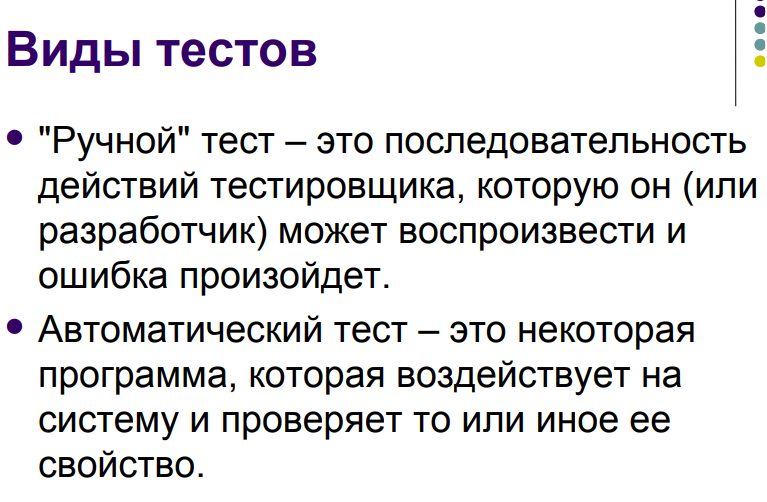 Виды тестов
"Ручной" тест – это последовательность
действий тестировщика, которую он (или
разработчик) может воспроизвести и
ошибка произойдет.
Автоматический тест – это некоторая
программа, которая воздействует на
систему и проверяет то или иное ее
свойство.